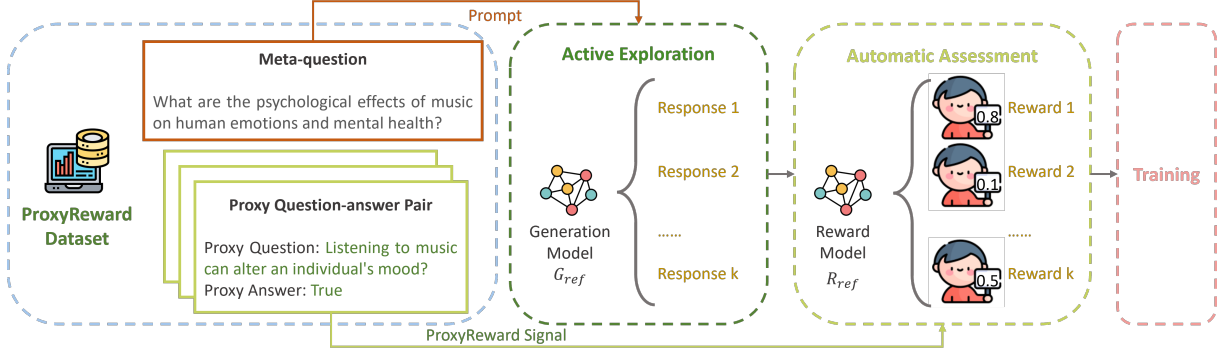 Prompt
Meta-question
What are the psychological effects of music
on human emotions and mental health?
ProxyReward
Dataset
Proxy Question-answer Pair
Proxy Question: Listening to music
can alter an individual's mood?
Proxy Answer: True
ProxyReward Signal
Active Exploration
Generation
Model
G_ref
Response 1
Response 2
......
Response k
Automatic Assessment
Reward
Model
R_ref
0.8
Reward 1
0.1
Reward 2
......
0.5
Reward k
Training